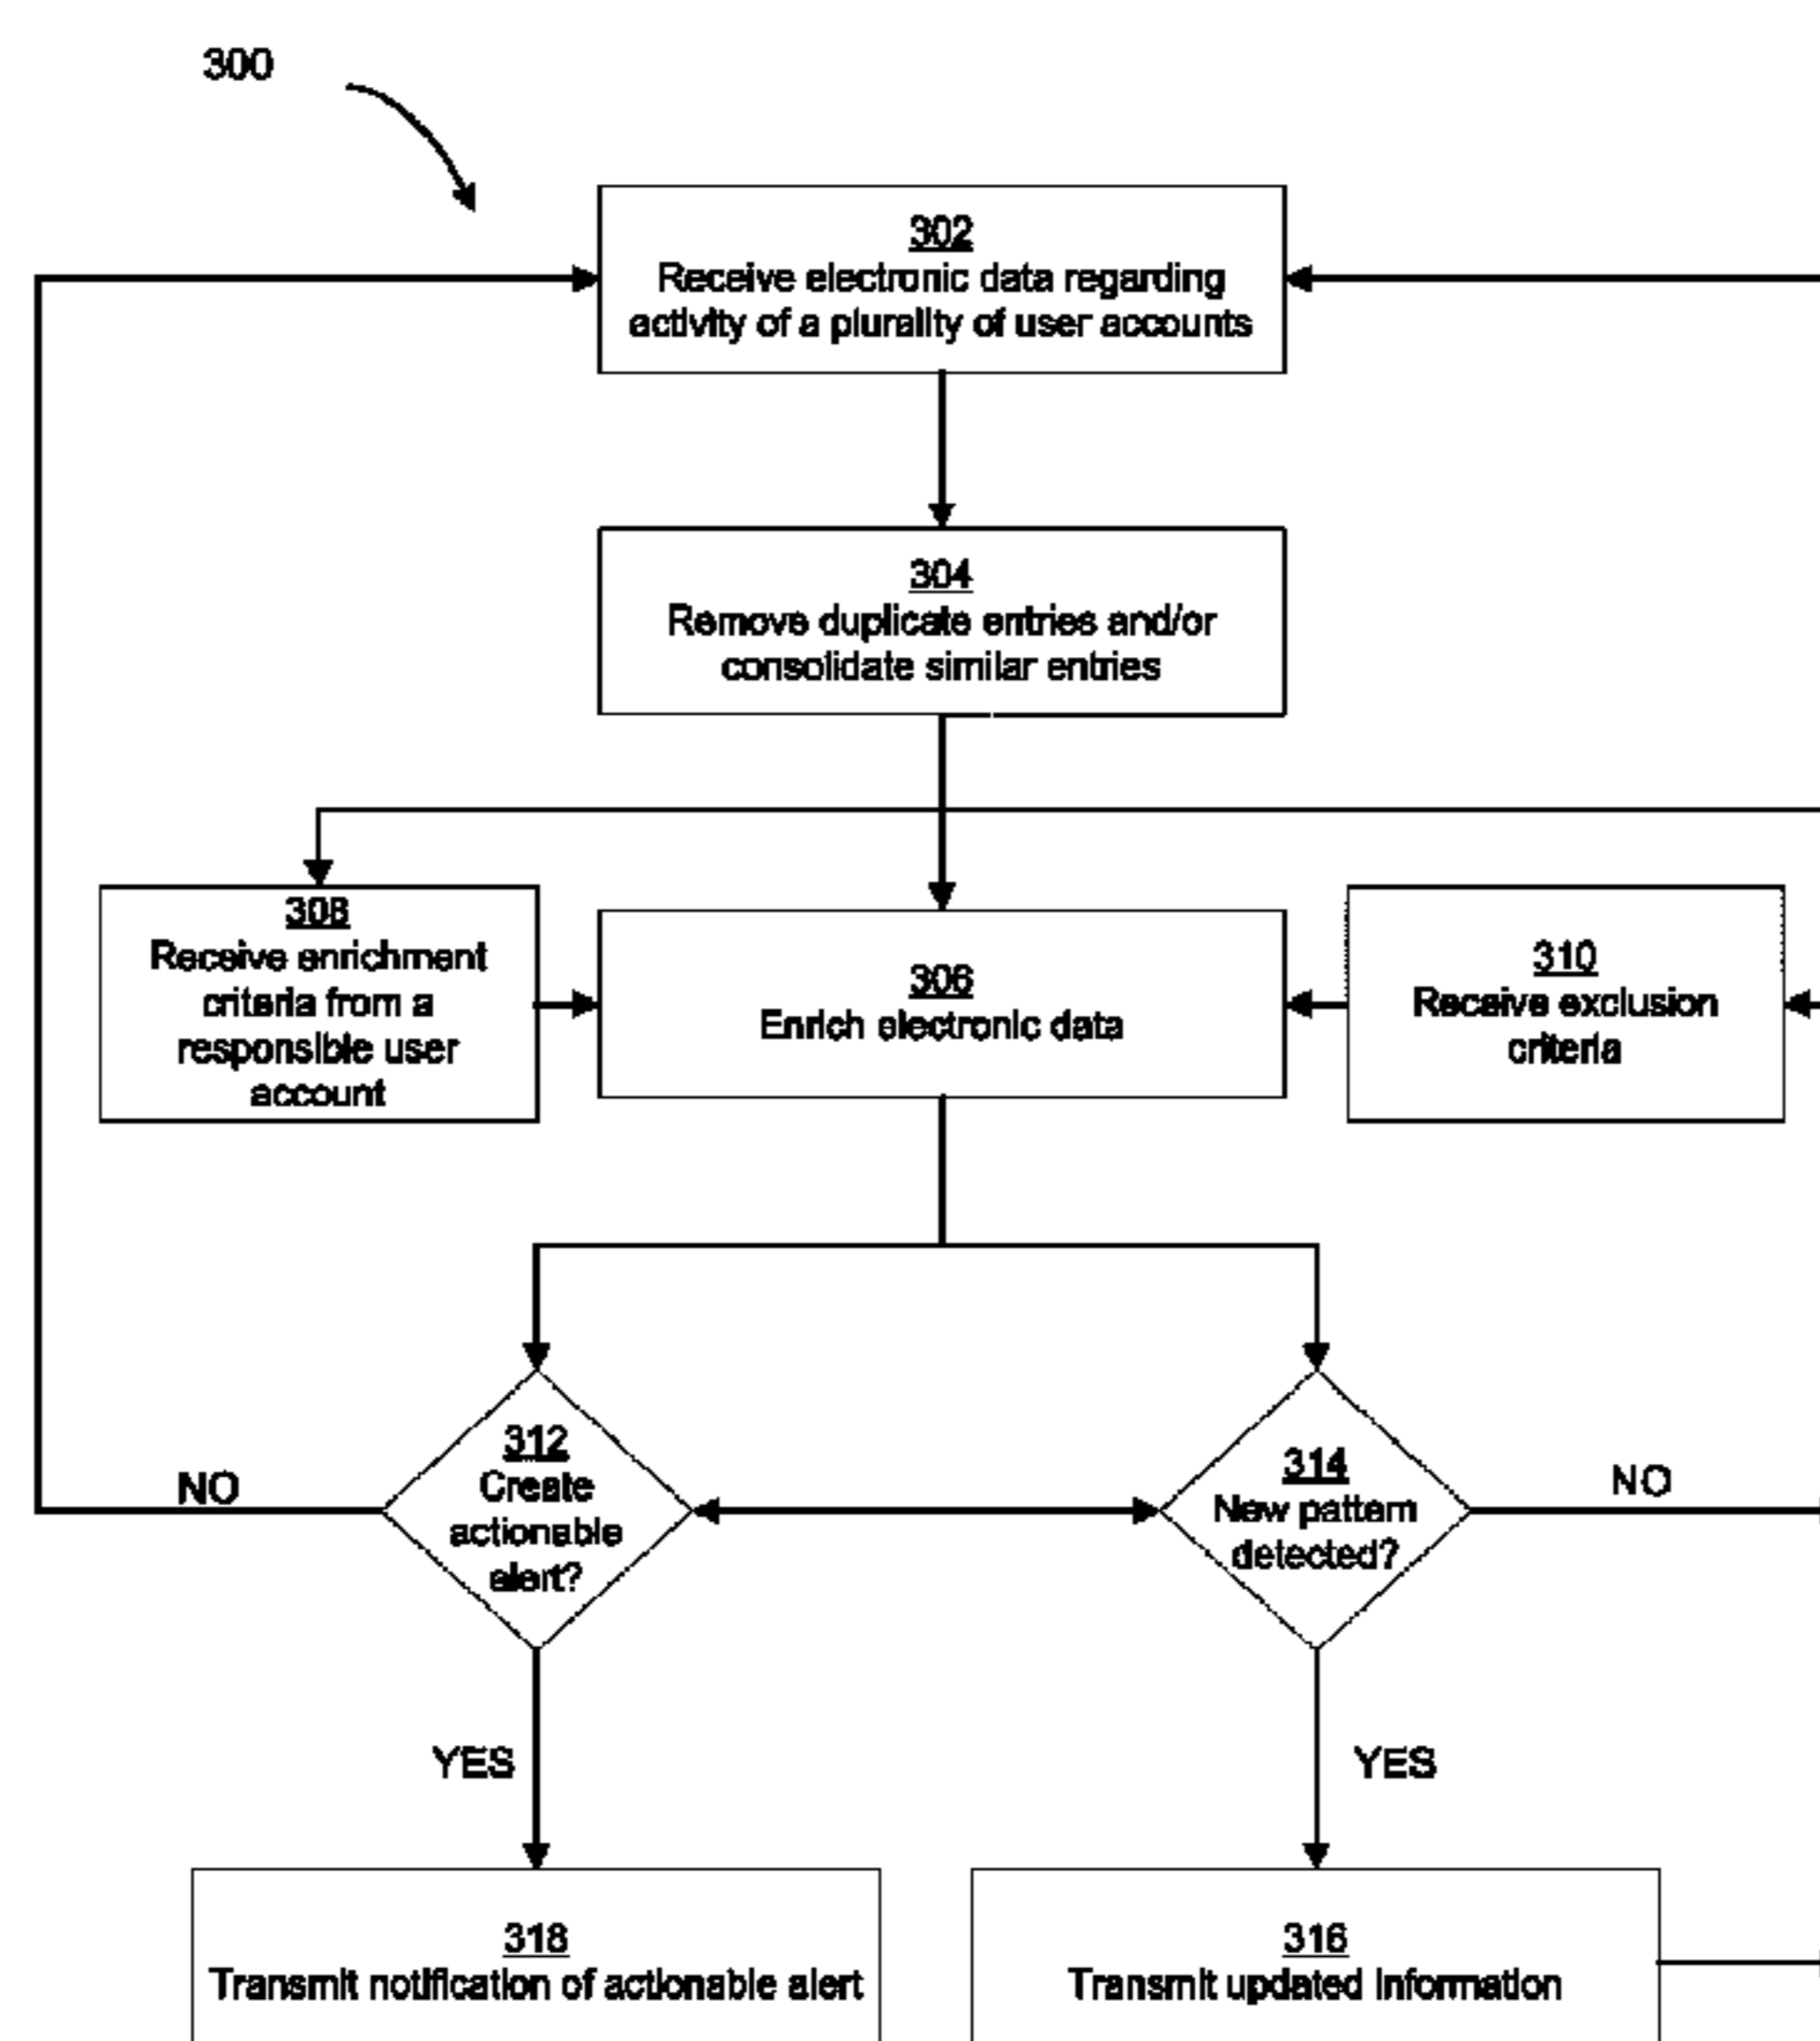 300
302
Receive electronic data regarding
activity of a plurality of user accounts
304
Remove duplicate entries and/or
consolidate similar entries
308
Receive enrichment
criteria from a
responsible user
account
306
Enrich electronic data
310
Receive exclusion
criteria
312
Create
actionable
alert?
NO
314
New pattern
detected?
NO
YES
YES
318
Transmit notification of actionable alert
316
Transmit updated information